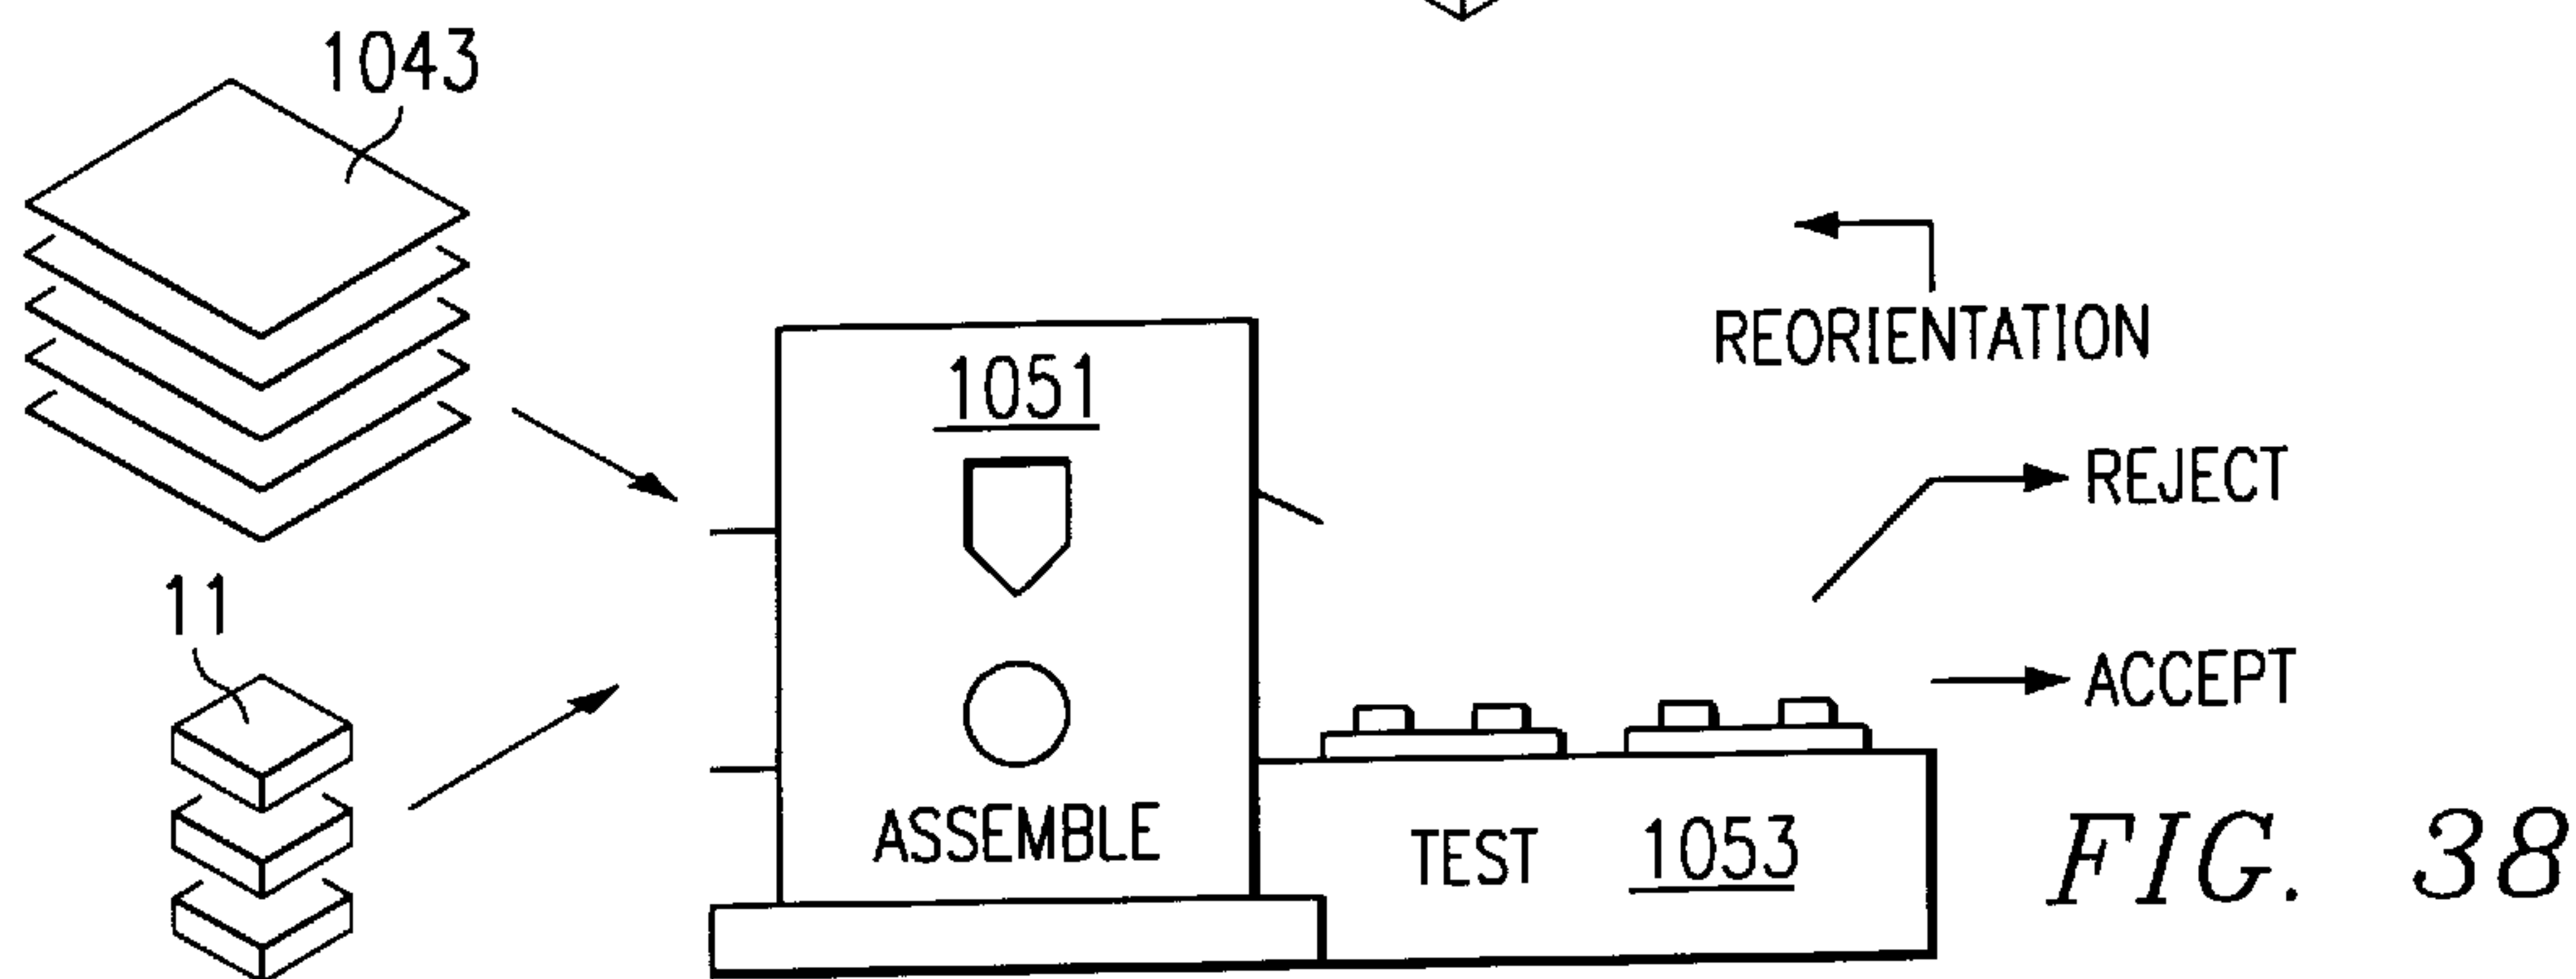 1043
REORIENTATION
1051
REJECT
11
ACCEPT
ASSEMBLE
TEST 1053
FIG. 38